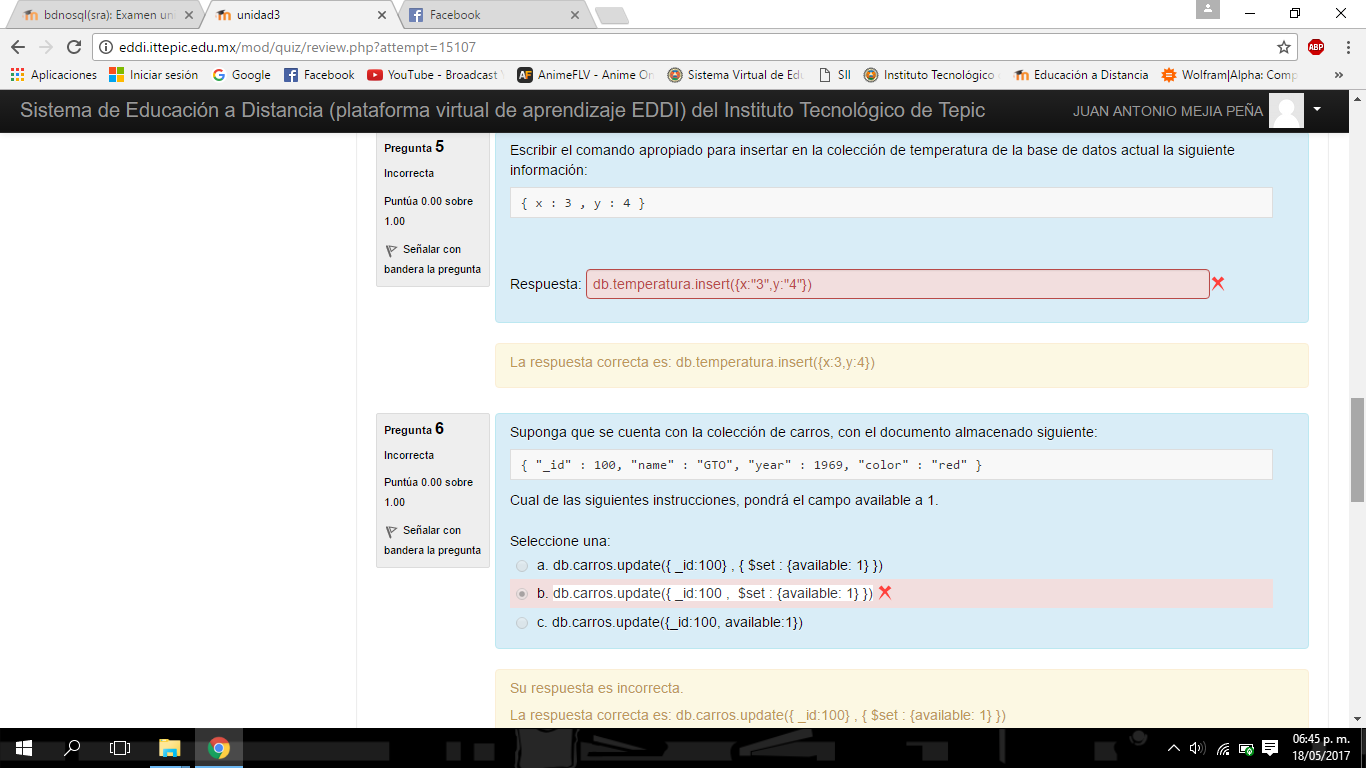 bdnosql(sra): Examen un
unidad3
Facebook
eddi.ittepic.edu.mx/mod/quiz/review.php?attempt=15107
ABP
Aplicaciones
Iniciar sesión
Google
Facebook
YouTube - Broadcast
AF
AnimeFLV - Anime On
Sistema Virtual de Edu
SII
Instituto Tecnológico
Educación a Distancia
Wolfram|Alpha: Comp
»
Sistema de Educación a Distancia (plataforma virtual de aprendizaje EDDI) del Instituto Tecnológico de Tepic
JUAN ANTONIO MEJIA PEÑA
Pregunta 5
Incorrecta
Puntúa 0.00 sobre
1.00
Señalar con
bandera la pregunta
Escribir el comando apropiado para insertar en la colección de temperatura de la base de datos actual la siguiente
información:
{ x : 3 , y : 4 }
Respuesta: db.temperatura.insert({x:"3",y:"4"})
La respuesta correcta es: db.temperatura.insert({x:3,y:4})
Pregunta 6
Incorrecta
Puntúa 0.00 sobre
1.00
Señalar con
bandera la pregunta
Suponga que se cuenta con la colección de carros, con el documento almacenado siguiente:
{ "_id" : 100, "name" : "GTO", "year" : 1969, "color" : "red" }
Cual de las siguientes instrucciones, pondrá el campo available a 1.
Seleccione una:
a. db.carros.update({ _id:100} , { $set : {available: 1} })
b. db.carros.update({ _id:100 ,  $set : {available: 1} })
c. db.carros.update({_id:100, available:1})
Su respuesta es incorrecta.
La respuesta correcta es: db.carros.update({ _id:100} , { $set : {available: 1} })
06:45 p. m.
18/05/2017